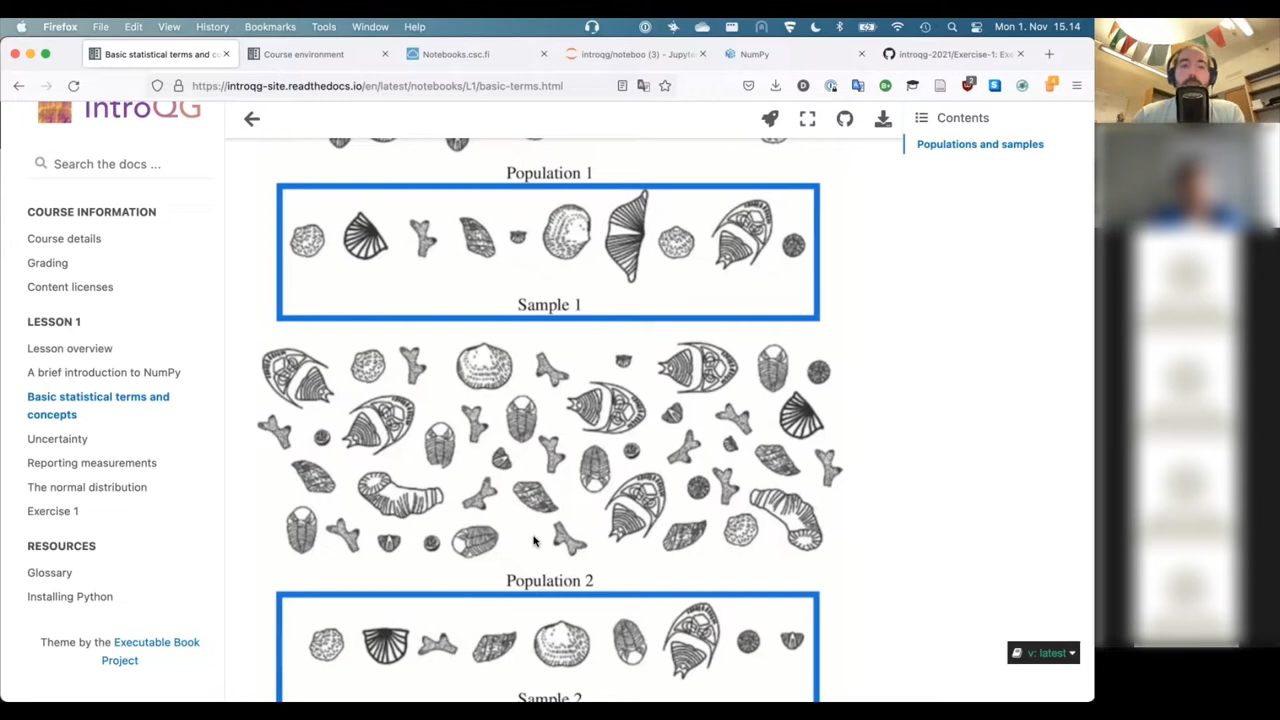 Firefox File Edit View History Bookmarks Tools Window Help Mon 1. Nov 15.14
Basic statistical terms and co
Course environment
Notebooks.csc.fi
introqg/noteboo (3) - Jupyte
NumPy
introqg-2021/Exercise-1: Exe
https://introqg-site.readthedocs.io/en/latest/notebooks/L1/basic-terms.html
IntroQG
Search the docs ...
COURSE INFORMATION
Course details
Grading
Content licenses
LESSON 1
Lesson overview
A brief introduction to NumPy
Basic statistical terms and
concepts
Uncertainty
Reporting measurements
The normal distribution
Exercise 1
RESOURCES
Glossary
Installing Python
Theme by the Executable Book
Project
Population 1
Sample 1
Population 2
Sample 2
Contents
Populations and samples
v: latest